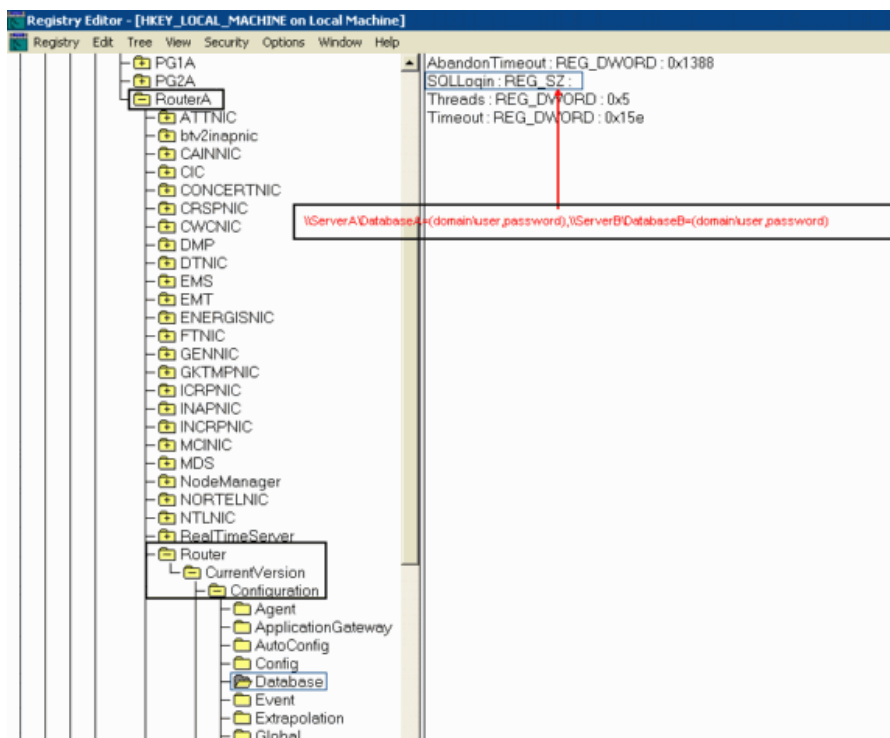 Registry Editor - [HKEY_LOCAL_MACHINE on Local Machine]
Registry Edit Tree View Security Options Window Help
PG1A
PG2A
RouterA
ATTNIC
btv2inapnic
CAINNIC
CIC
CONCERTNIC
CRSPNIC
CWCNIC
DMP
DTNIC
EMS
EMT
ENERGISNIC
FTNIC
GENNIC
GKTMPNIC
ICRPNIC
INAPNIC
INCRPNIC
MCINIC
MDS
NodeManager
NORTELNIC
NTLNIC
RealTimeServer
Router
CurrentVersion
Configuration
Agent
ApplicationGateway
AutoConfig
Config
Database
Event
Extrapolation
Global
AbandonTimeout : REG_DWORD : 0x1388
SQLLogin : REG_SZ :
Threads : REG_DWORD : 0x5
Timeout : REG_DWORD : 0x15e
\\ServerA\DatabaseA=(domain\user,password),\\ServerB\DatabaseB=(domain\user,password)